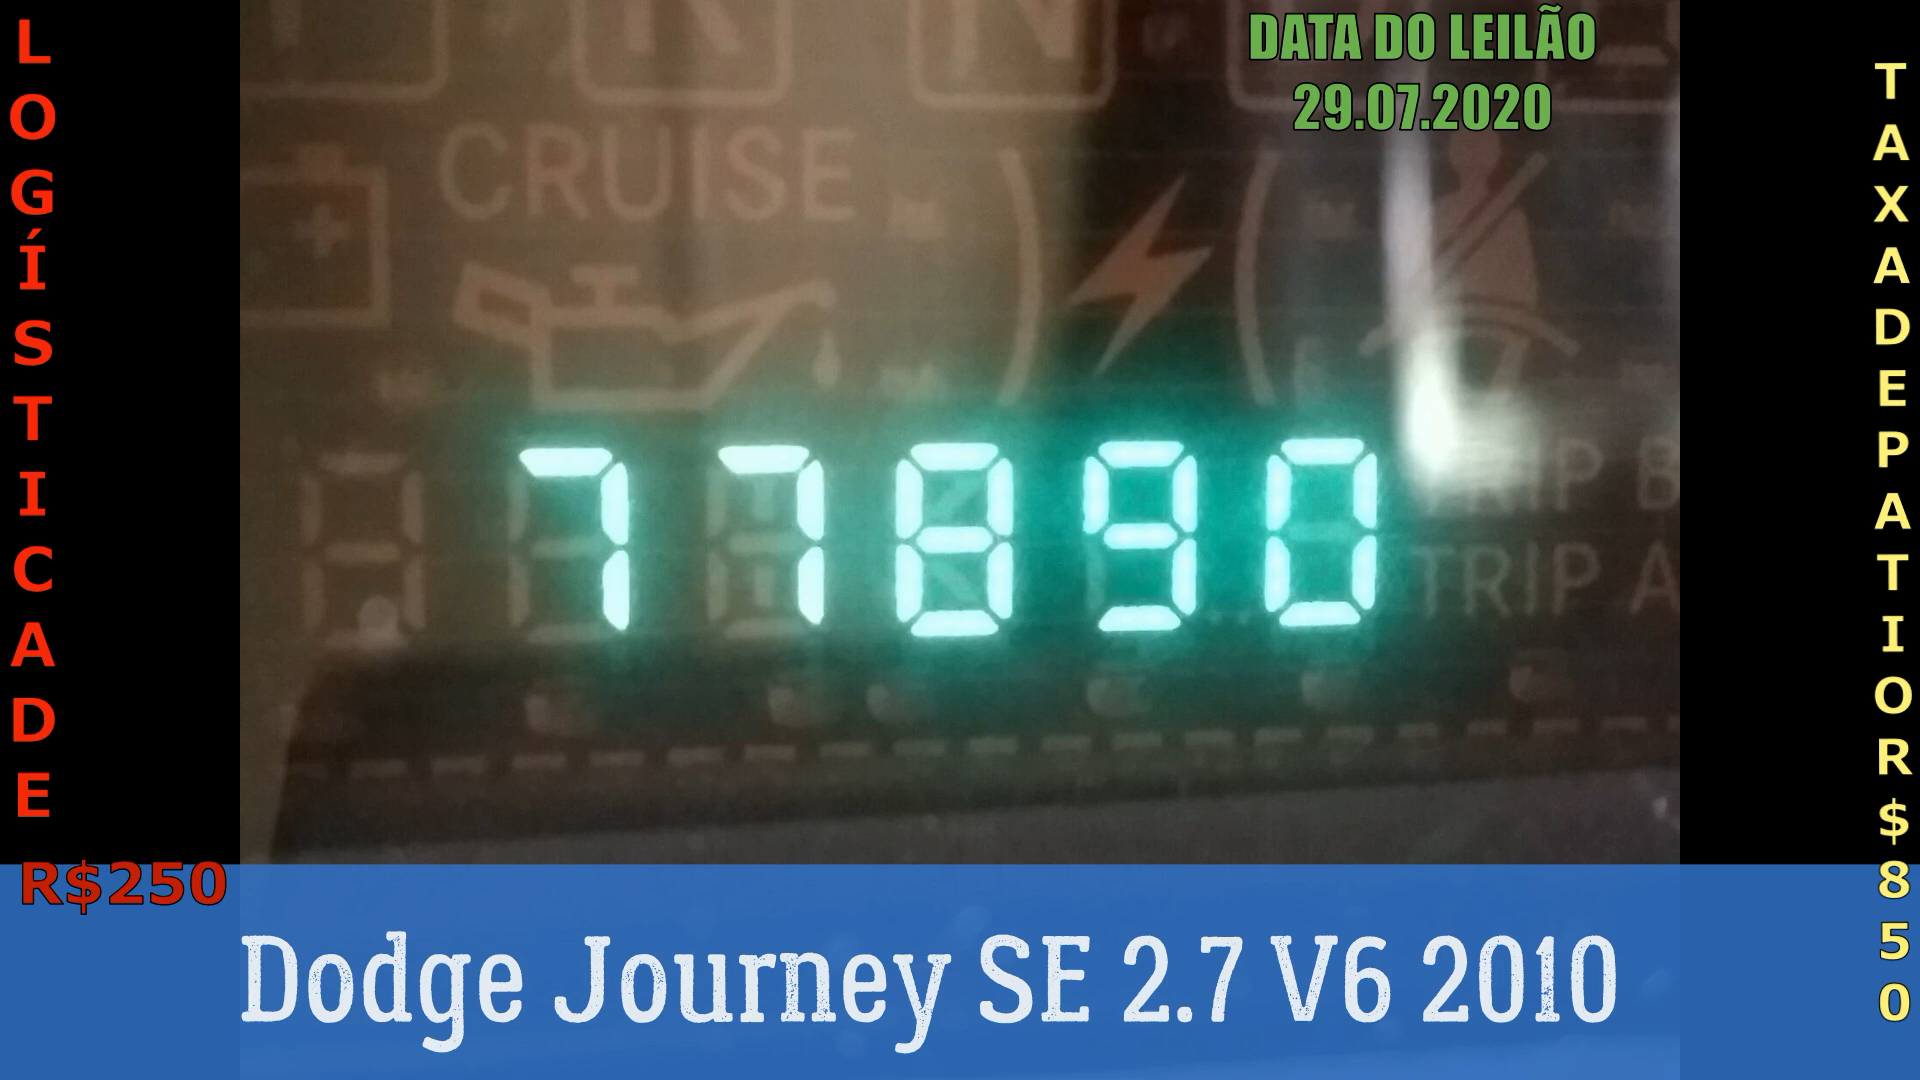 DATA DO LEILÃO
29.07.2020
LOGÍSTICA DE
R$250
CRUISE
77890
TRIP B
TRIP A
TAXA DE PATIO R$850
Dodge Journey SE 2.7 V6 2010